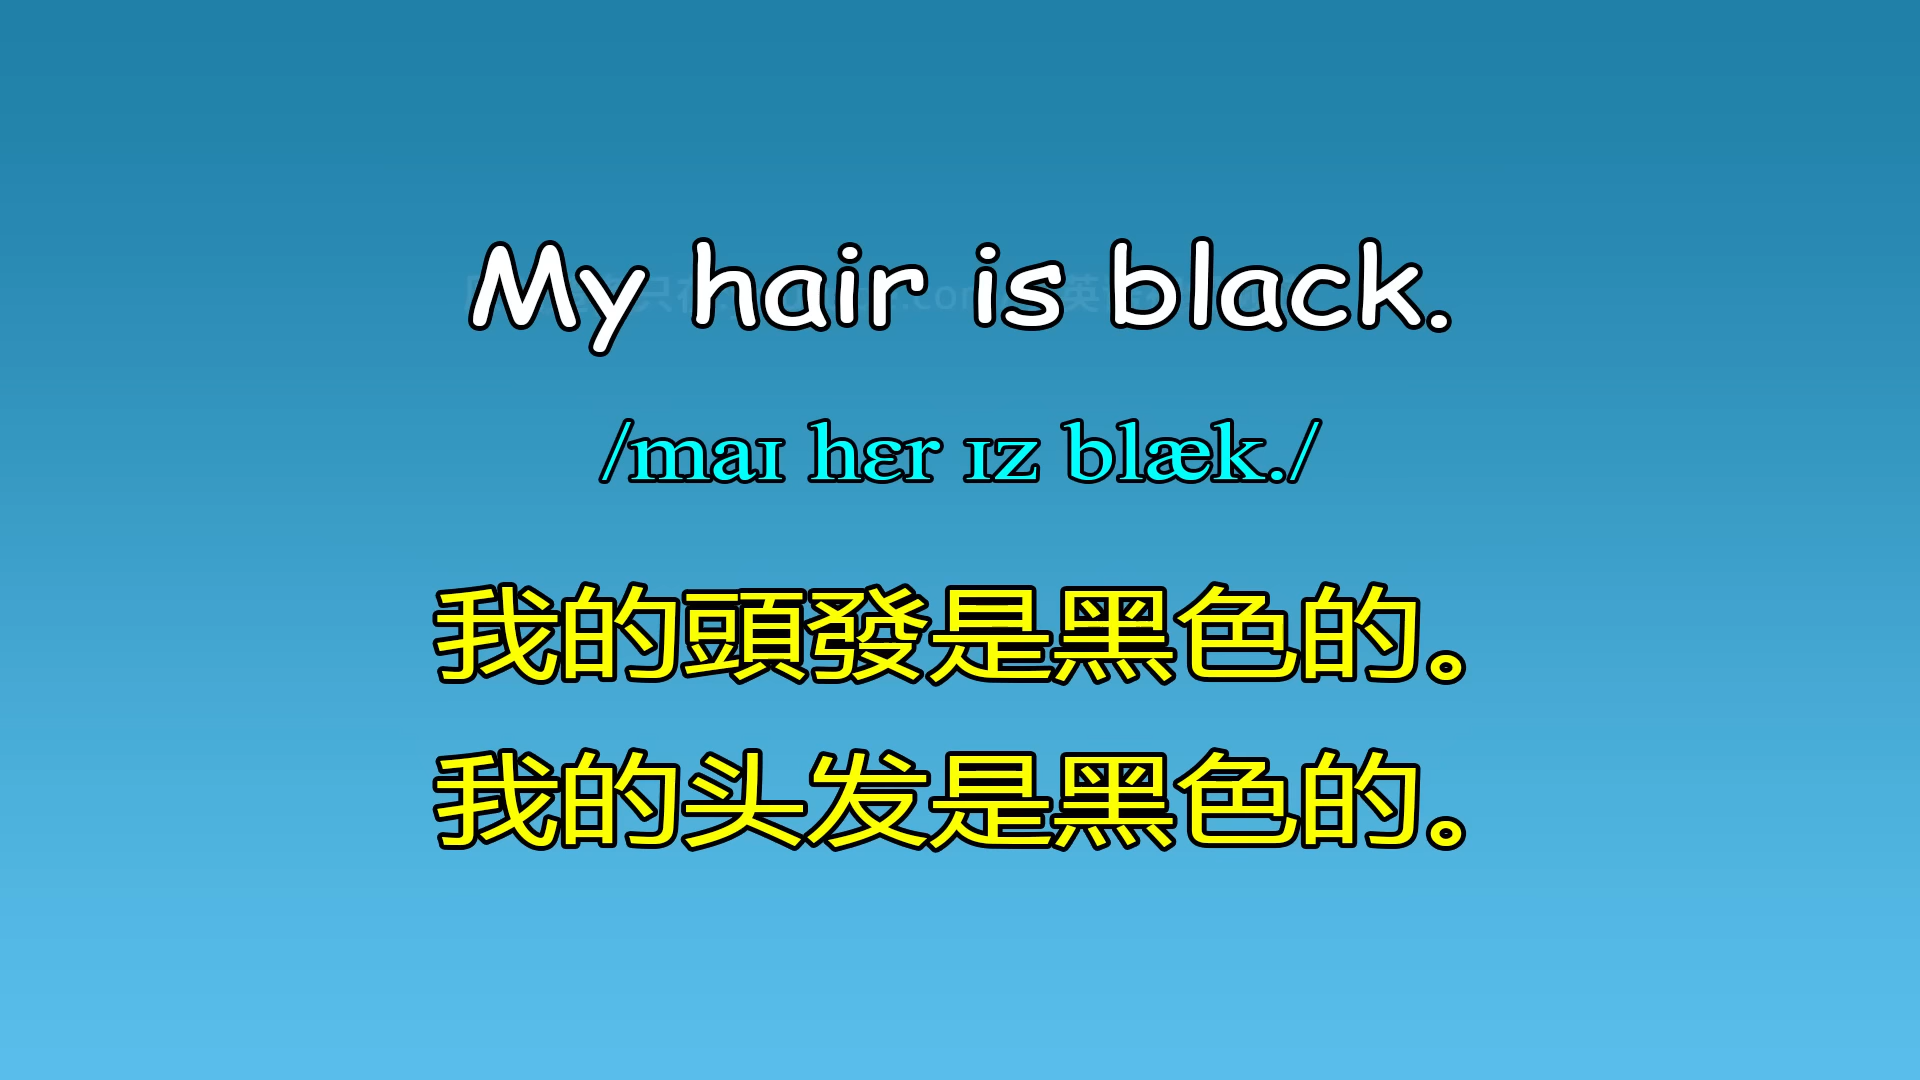 My hair is black.
/maɪ hɛr ɪz blæk./
我的頭發是黑色的。
我的头发是黑色的。